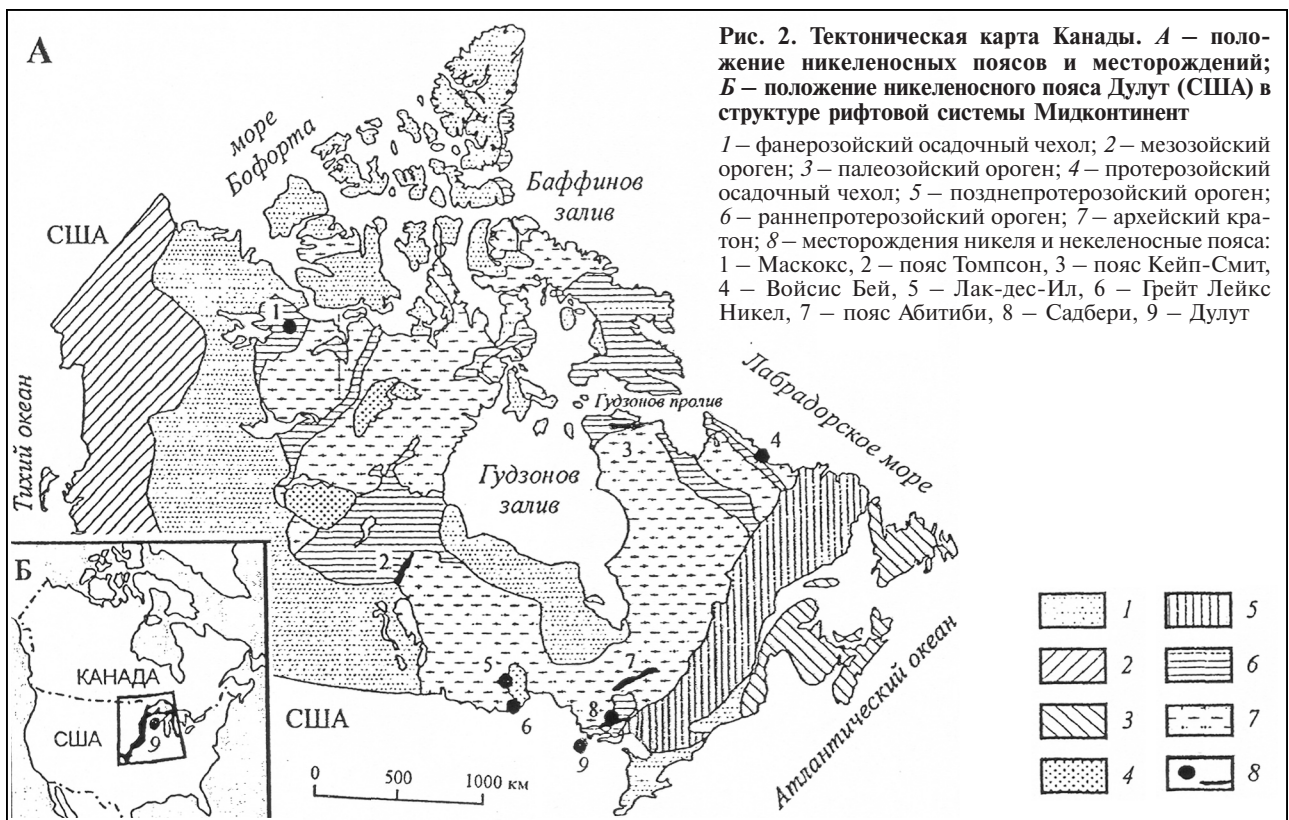 А
Рис. 2. Тектоническая карта Канады. А – поло-
жение никеленосных поясов и месторождений;
Б – положение никеленосного пояса Дулут (США) в
структуре рифтовой системы Мидконтинент
1 – фанерозойский осадочный чехол; 2 – мезозойский
ороген; 3 – палеозойский ороген; 4 – протерозойский
осадочный чехол; 5 – позднепротерозойский ороген;
6 – раннепротерозойский ороген; 7 – архейский кра-
тон; 8 – месторождения никеля и некеленосные пояса:
1 – Маскокс, 2 – пояс Томпсон, 3 – пояс Кейп-Смит,
4 – Войсис Бей, 5 – Лак-дес-Ил, 6 – Грейт Лейкс
Никел, 7 – пояс Абитиби, 8 – Садбери, 9 – Дулут
море
Бофорта
Баффинов
залив
США
1
Тихий океан
Гудзонов пролив
3
4
Лабрадорское море
Гудзонов
залив
2
5
6
7
8
9
США
0
500
1000 км
Атлантический океан
Б
КАНАДА
США
9
1
2
3
4
5
6
7
8